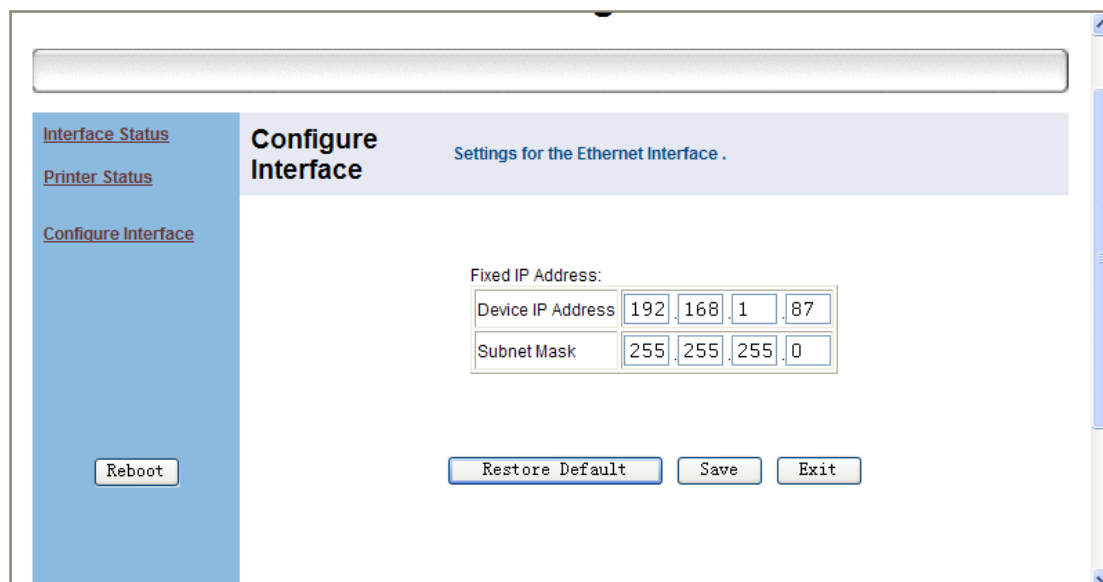 Interface Status
Printer Status
Configure Interface
Reboot
Configure
Interface
Settings for the Ethernet Interface .
Fixed IP Address:
Device IP Address 192 . 168 . 1 . 87
Subnet Mask 255 . 255 . 255 . 0
Restore Default Save Exit